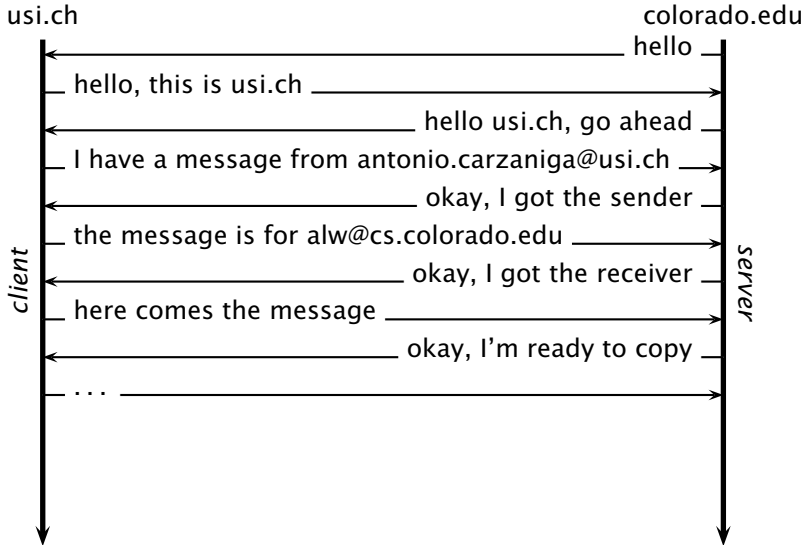 usi.ch
colorado.edu
hello
hello, this is usi.ch
hello usi.ch, go ahead
I have a message from antonio.carzaniga@usi.ch
okay, I got the sender
the message is for alw@cs.colorado.edu
okay, I got the receiver
client
server
here comes the message
okay, I’m ready to copy
. . .